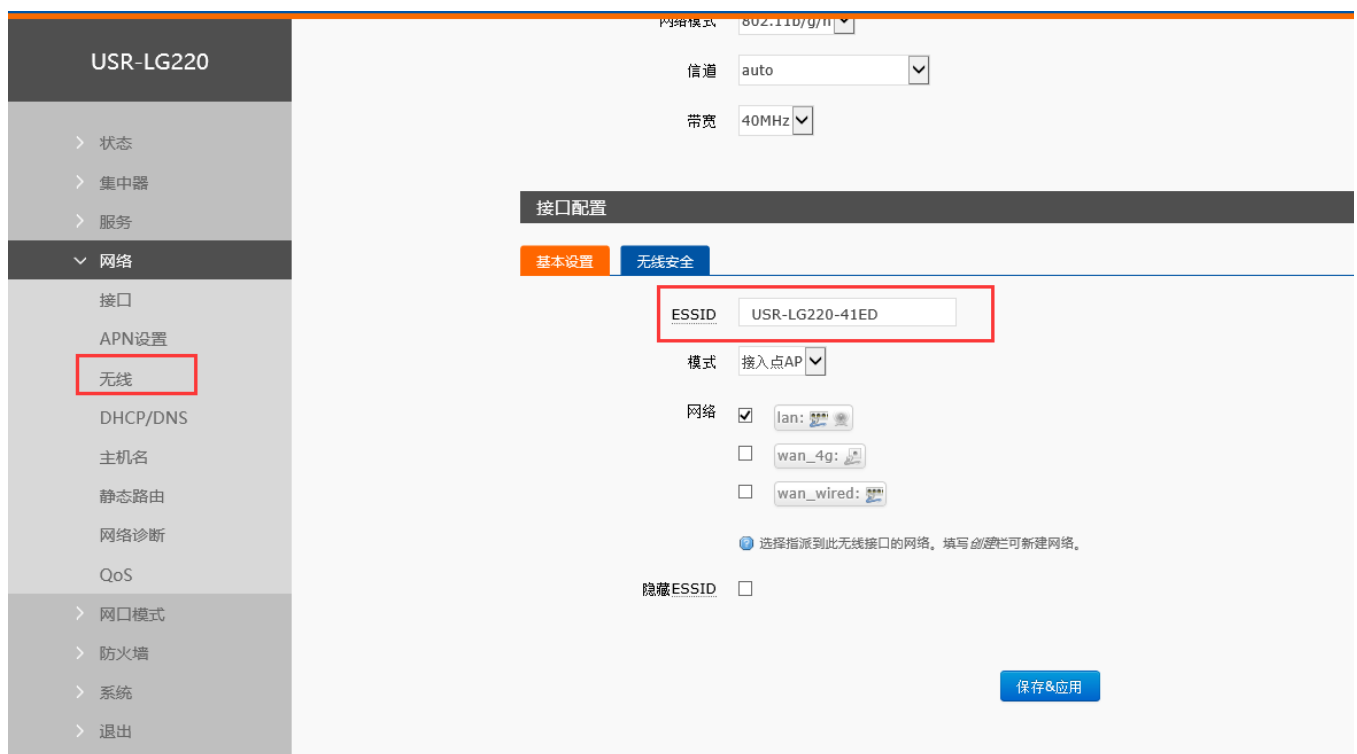 USR-LG220
状态
集中器
服务
网络
接口
APN设置
无线
DHCP/DNS
主机名
静态路由
网络诊断
QoS
网口模式
防火墙
系统
退出
网络模式 802.11b/g/n
信道 auto
带宽 40MHz
接口配置
基本设置 无线安全
ESSID USR-LG220-41ED
模式 接入点AP
网络 lan:
wan_4g:
wan_wired:
选择指派到此无线接口的网络。填写创建栏可新建网络。
隐藏ESSID
保存&应用